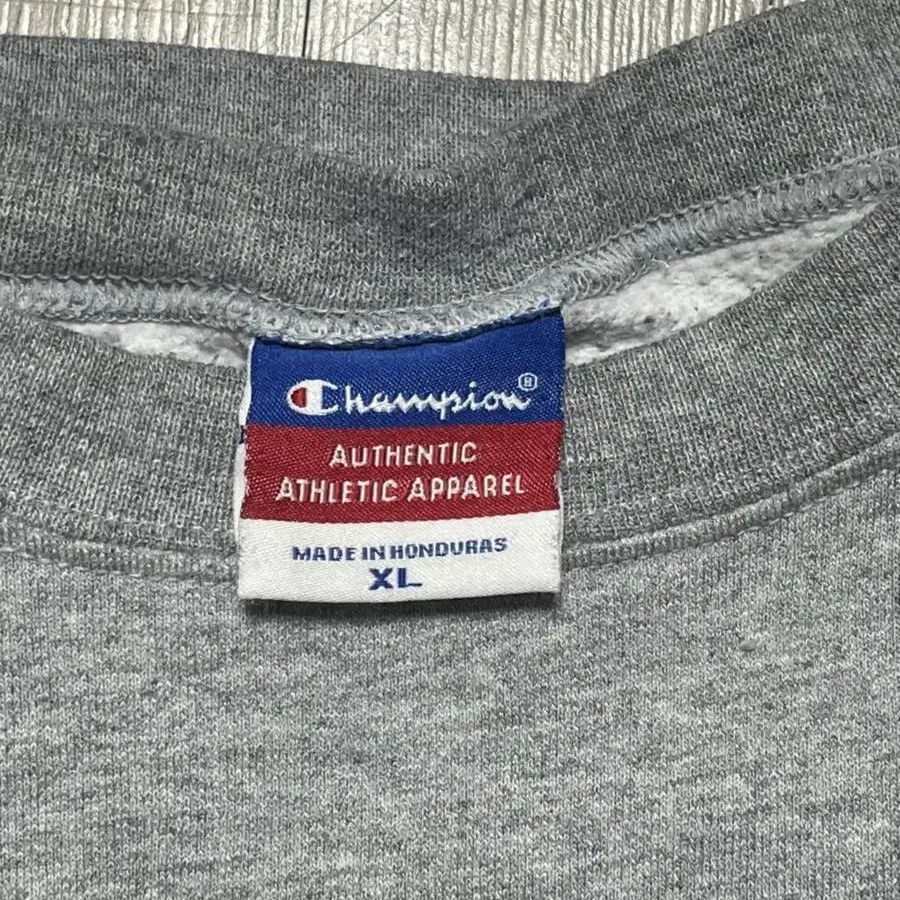 Champion®
AUTHENTIC
ATHLETIC APPAREL
MADE IN HONDURAS
XL